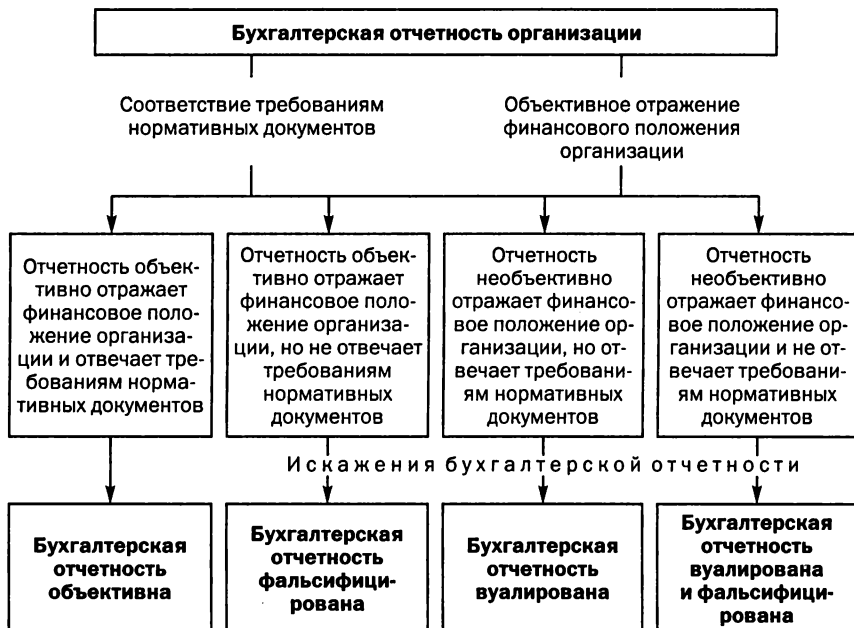 Бухгалтерская отчетность организации
Соответствие требованиям
нормативных документов
Объективное отражение
финансового положения
организации
Отчетность объек-
тивно отражает
финансовое поло-
жение организа-
ции и отвечает тре-
бованиям норма-
тивных документов
Отчетность объек-
тивно отражает
финансовое поло-
жение организа-
ции, но не отвечает
требованиям
нормативных
документов
Отчетность
необъективно
отражает финансо-
вое положение ор-
ганизации, но от-
вечает требовани-
ям нормативных
документов
Отчетность
необъективно
отражает финансо-
вое положение ор-
ганизации и не от-
вечает требовани-
ям нормативных
документов
Искажения бухгалтерской отчетности
Бухгалтерская
отчетность
объективна
Бухгалтерская
отчетность
фальсифици-
рована
Бухгалтерская
отчетность
вуалирована
Бухгалтерская
отчетность
вуалирована
и фальсифици-
рована